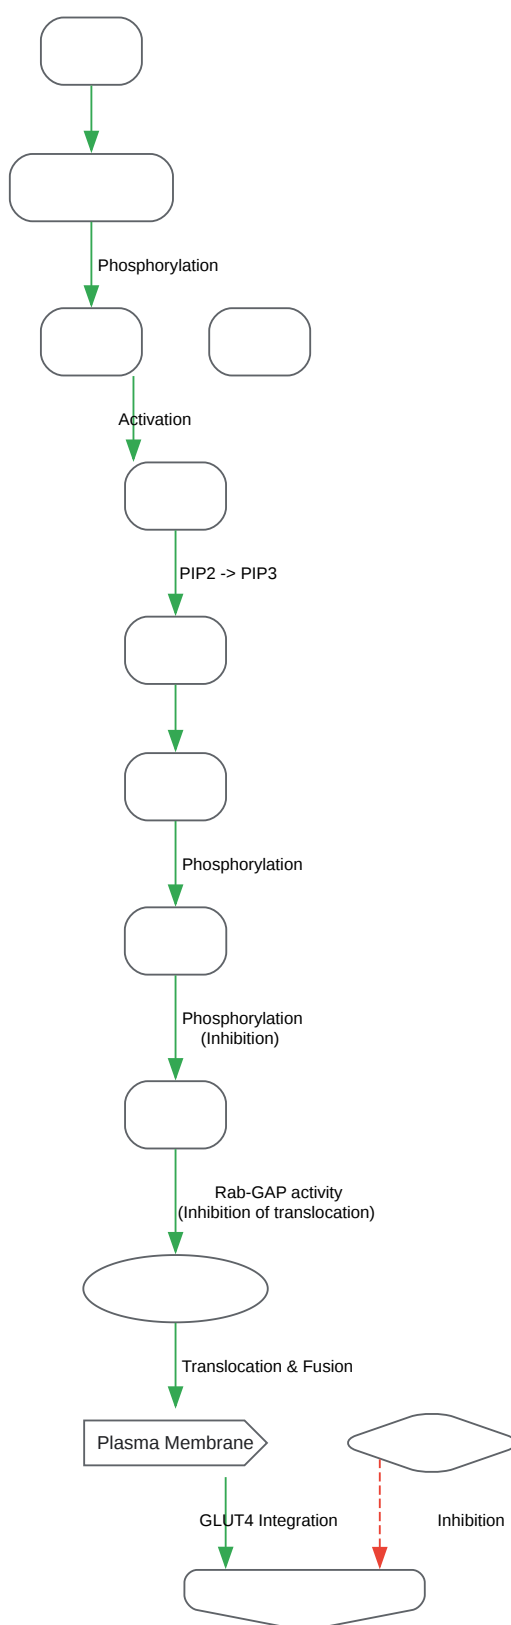 Phosphorylation
Activation
PIP2 -> PIP3
Phosphorylation
Phosphorylation
(Inhibition)
Rab-GAP activity
(Inhibition of translocation)
Translocation & Fusion
Plasma Membrane
GLUT4 Integration
Inhibition